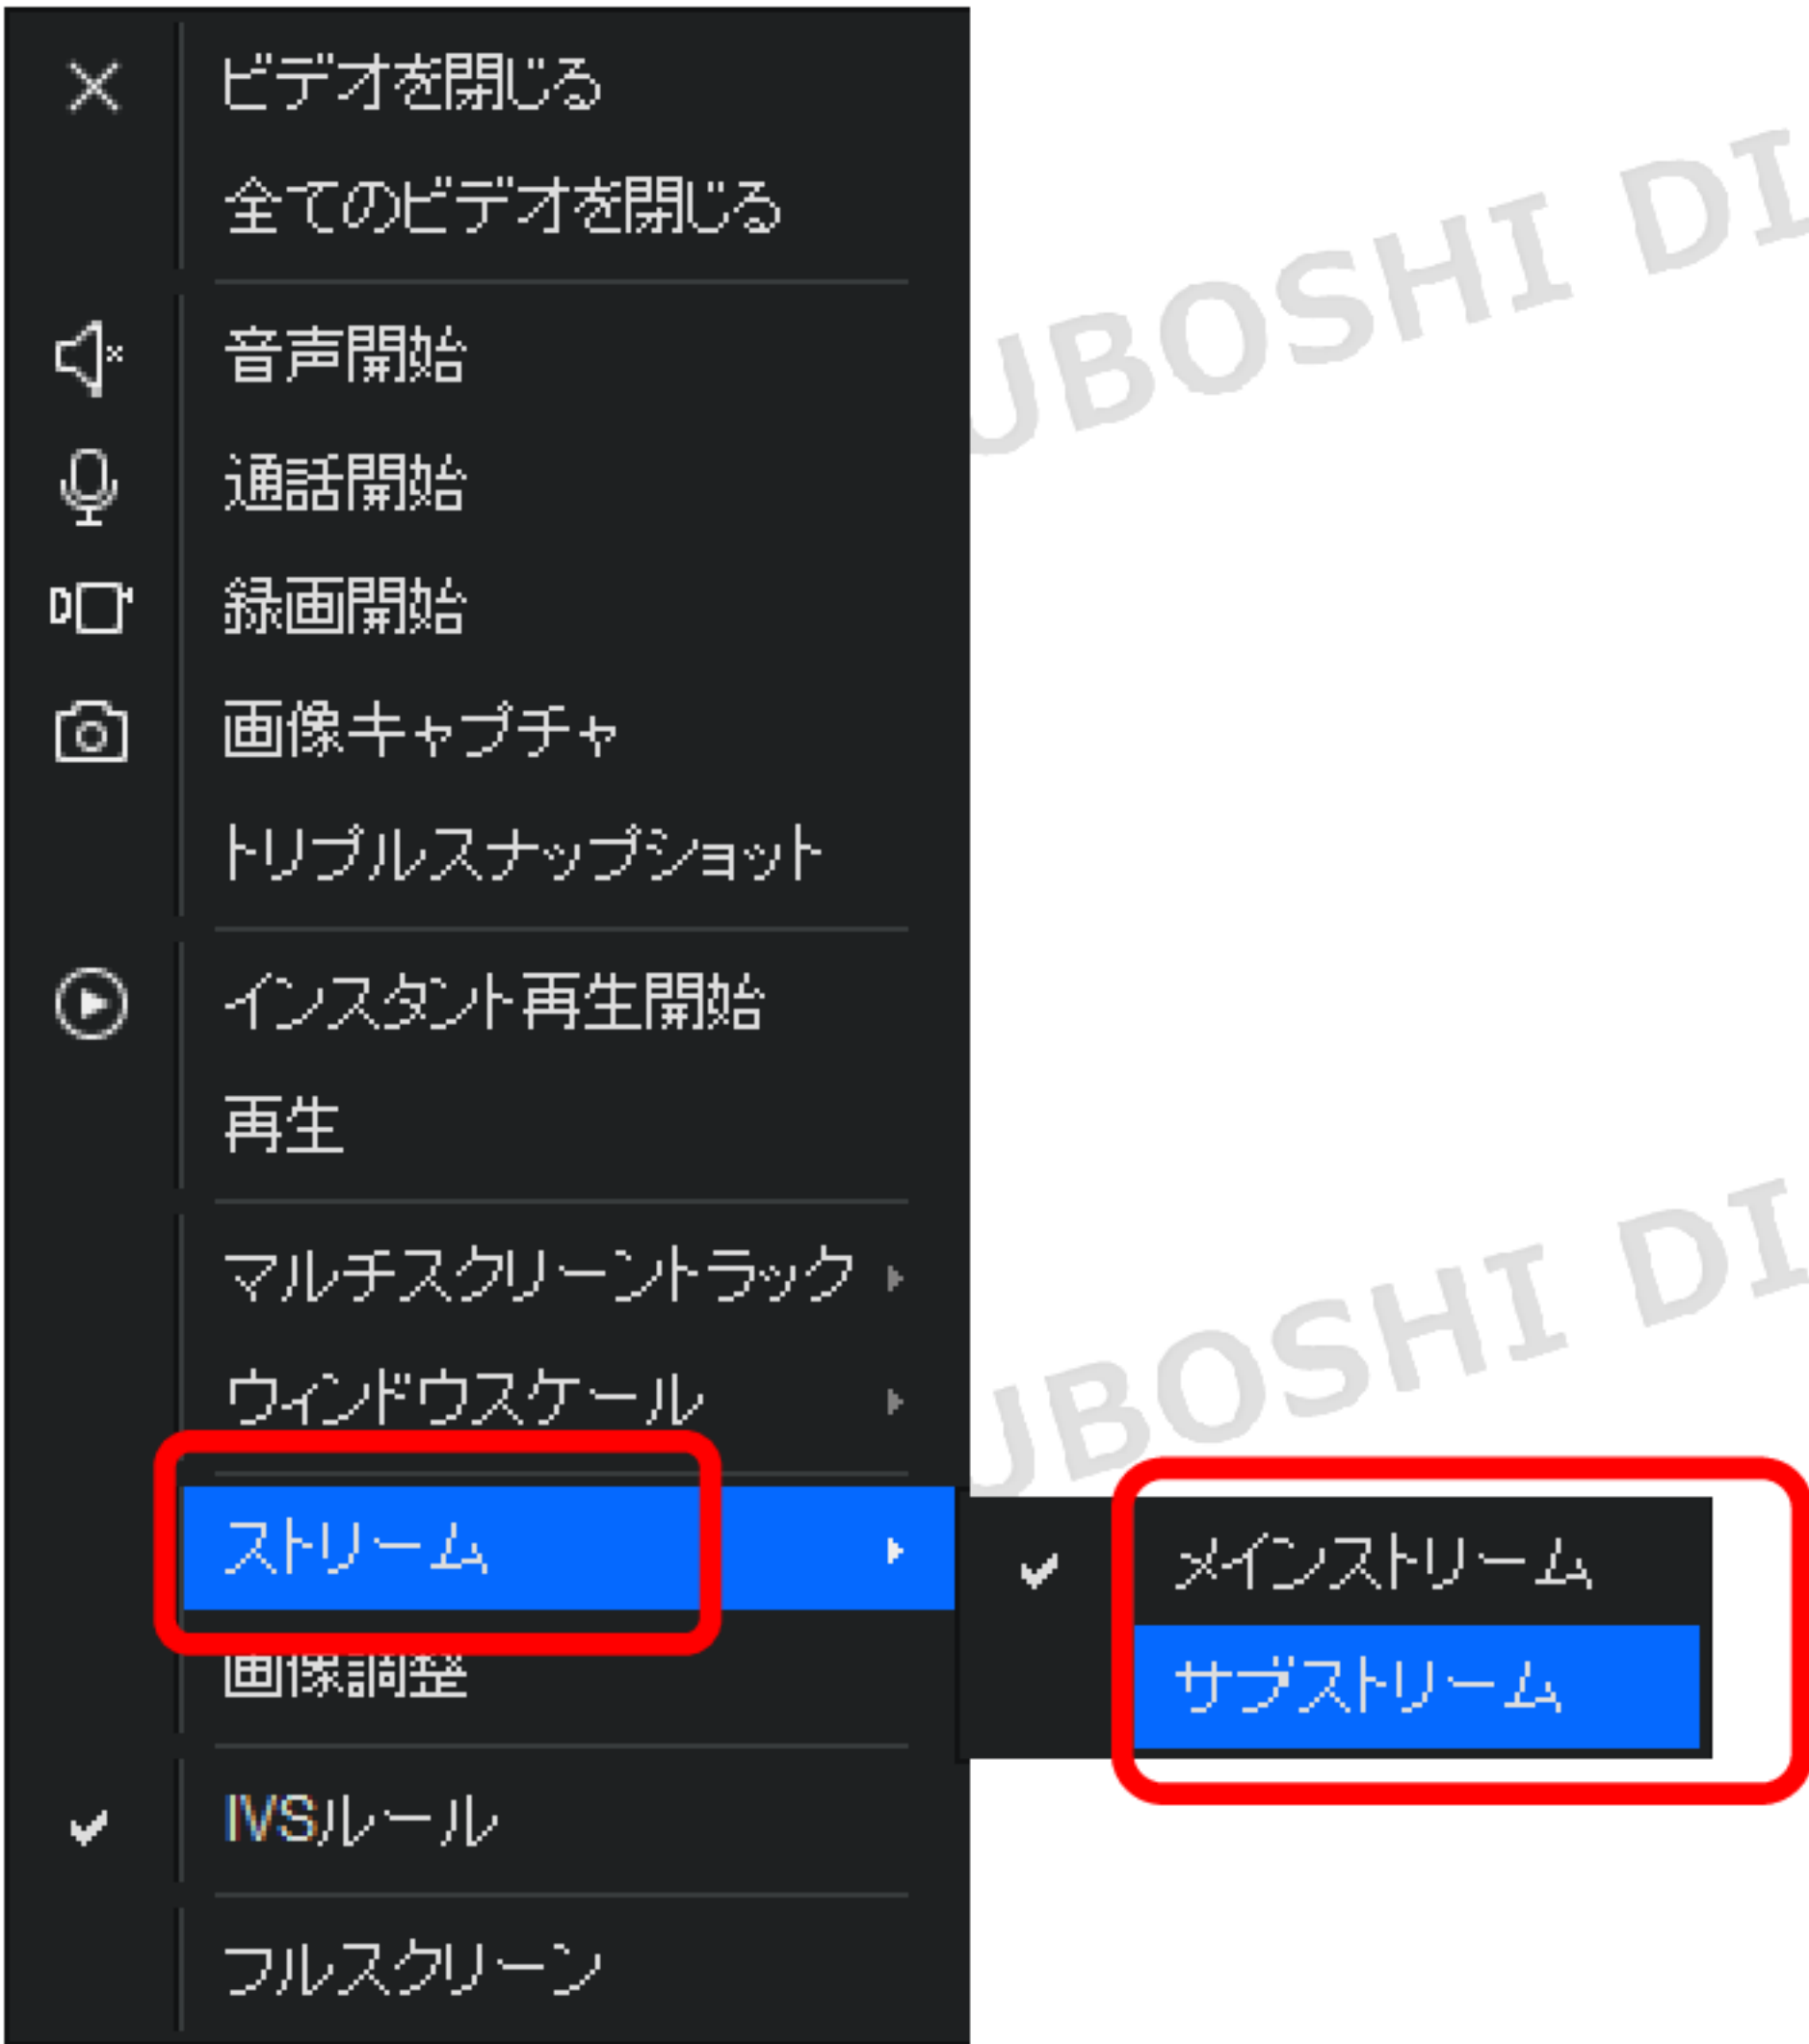 ビデオを閉じる
全てのビデオを閉じる
UBOSHI DI
音声開始
通話開始
録画開始
画像キャプチャ
トリプルスナップショット
インスタント再生開始
再生
マルチスクリーントラック
ウィンドウスケール
UBOSHI DI
ストリーム
メインストリーム
サブストリーム
画像調整
IVSルール
フルスクリーン